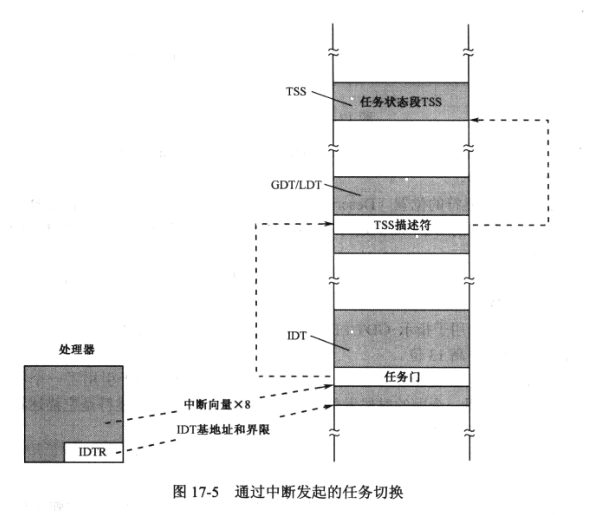 TSS
任务状态段TSS
GDT/LDT
TSS描述符
IDT
处理器
任务门
中断向量×8
IDT基地址和界限
IDTR
图 17-5 通过中断发起的任务切换